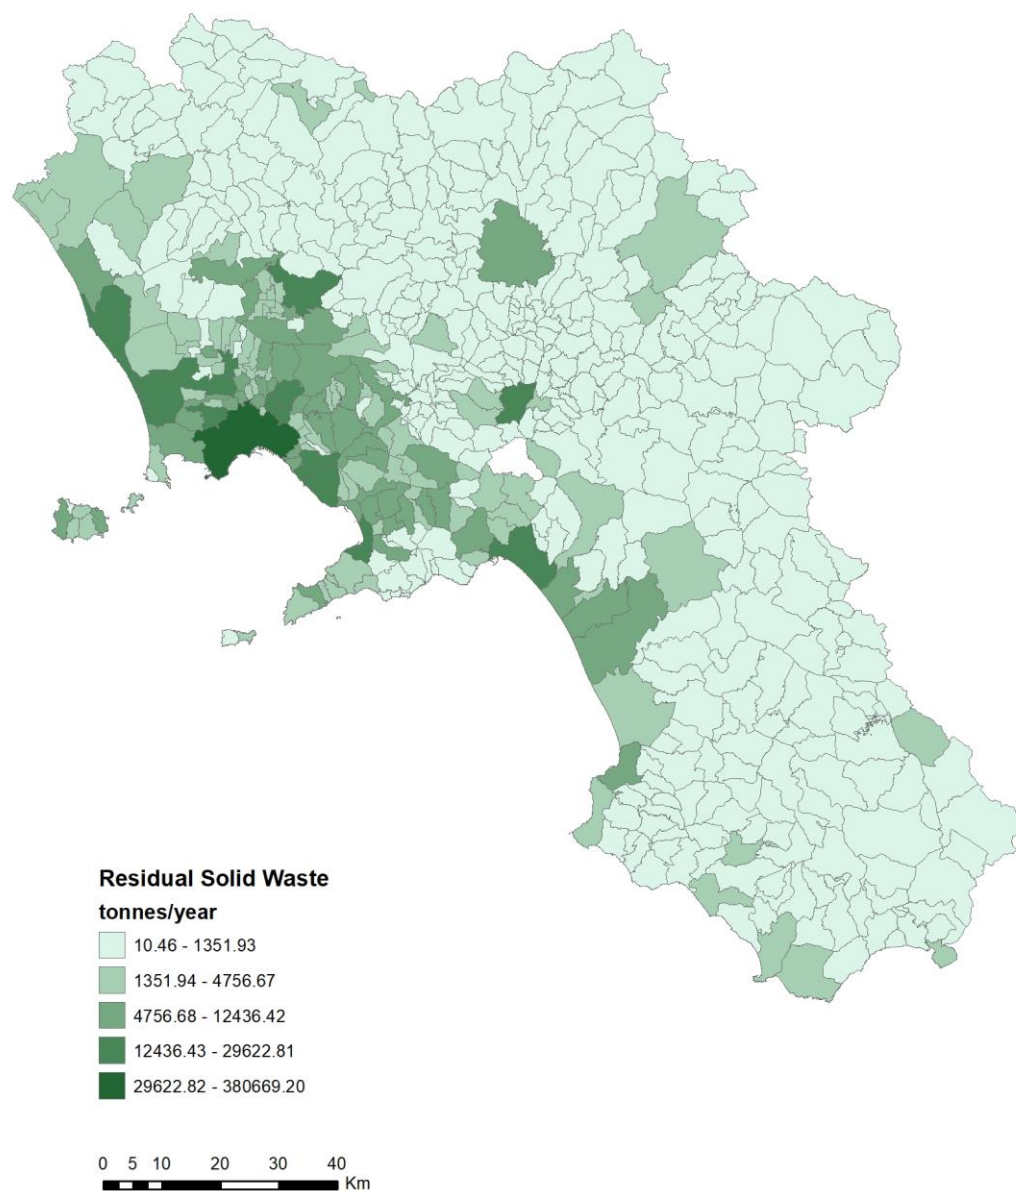 Residual Solid Waste
tonnes/year
10.46 - 1351.93
1351.94 - 4756.67
4756.68 - 12436.42
12436.43 - 29622.81
29622.82 - 380669.20
0 5 10 20 30 40
Km